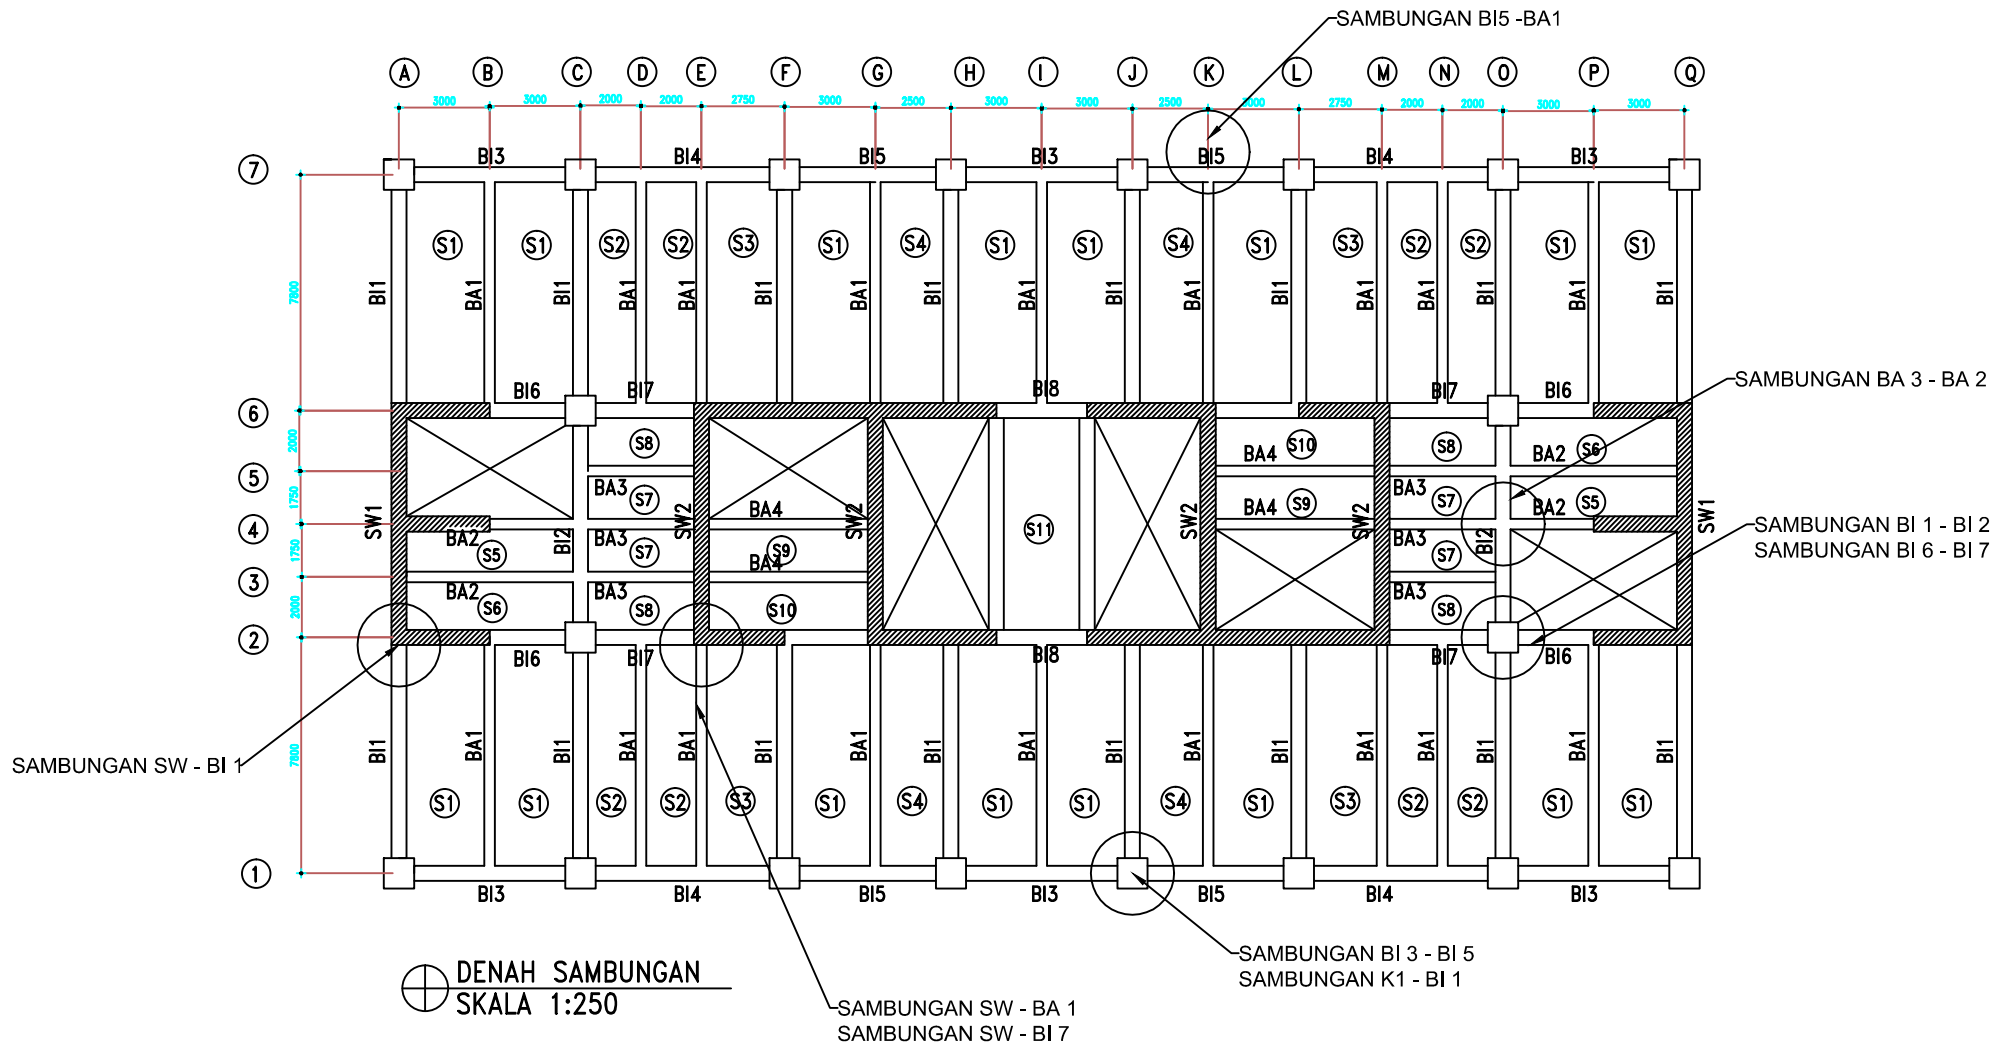 SAMBUNGAN BI5 -BA1
A B C D E F G H I J K L M N O P Q
3000 3000 2000 2000 2750 3000 2500 3000 3000 2500 3000 2750 2000 2000 3000 3000
7 BI3 BI4 BI5 BI3 BI5 BI4 BI3
S1 S1 S2 S2 S3 S1 S4 S1 S1 S4 S1 S3 S2 S2 S1 S1
7800 BI1 BA1 BI1 BA1 BA1 BI1 BA1 BI1 BA1 BI1 BA1 BI1 BA1 BA1 BI1 BA1 BI1
SAMBUNGAN BA 3 - BA 2
BI6 BI7 BI8 BI7 BI6
6
2000 S8 S10 S8 S6
BA4 BA2
5
1750 BA3 S7 BA4 S9 BA3 S7 BA2 S5
BA4
SW1 SW2 SW2 SW2 SW2 SW1
4 S11
SAMBUNGAN BI 1 - BI 2
SAMBUNGAN BI 6 - BI 7
BA2 BI2 BA3 BA3 BI2
1750 S5 S7 S9 S7
BA4
3
BA2 BA3 BA3
2000 S6 S8 S10 S8
2
BI6 BI7 BI8 BI7 BI6
7800 BI1 BA1 BI1 BA1 BA1 BI1 BA1 BI1 BA1 BI1 BA1 BI1 BA1 BA1 BI1 BA1 BI1
SAMBUNGAN SW - BI 1
S1 S1 S2 S2 S3 S1 S4 S1 S1 S4 S1 S3 S2 S2 S1 S1
1
BI3 BI4 BI5 BI3 BI5 BI4 BI3
SAMBUNGAN BI 3 - BI 5
SAMBUNGAN K1 - BI 1
DENAH SAMBUNGAN
SKALA 1:250
SAMBUNGAN SW - BA 1
SAMBUNGAN SW - BI 7